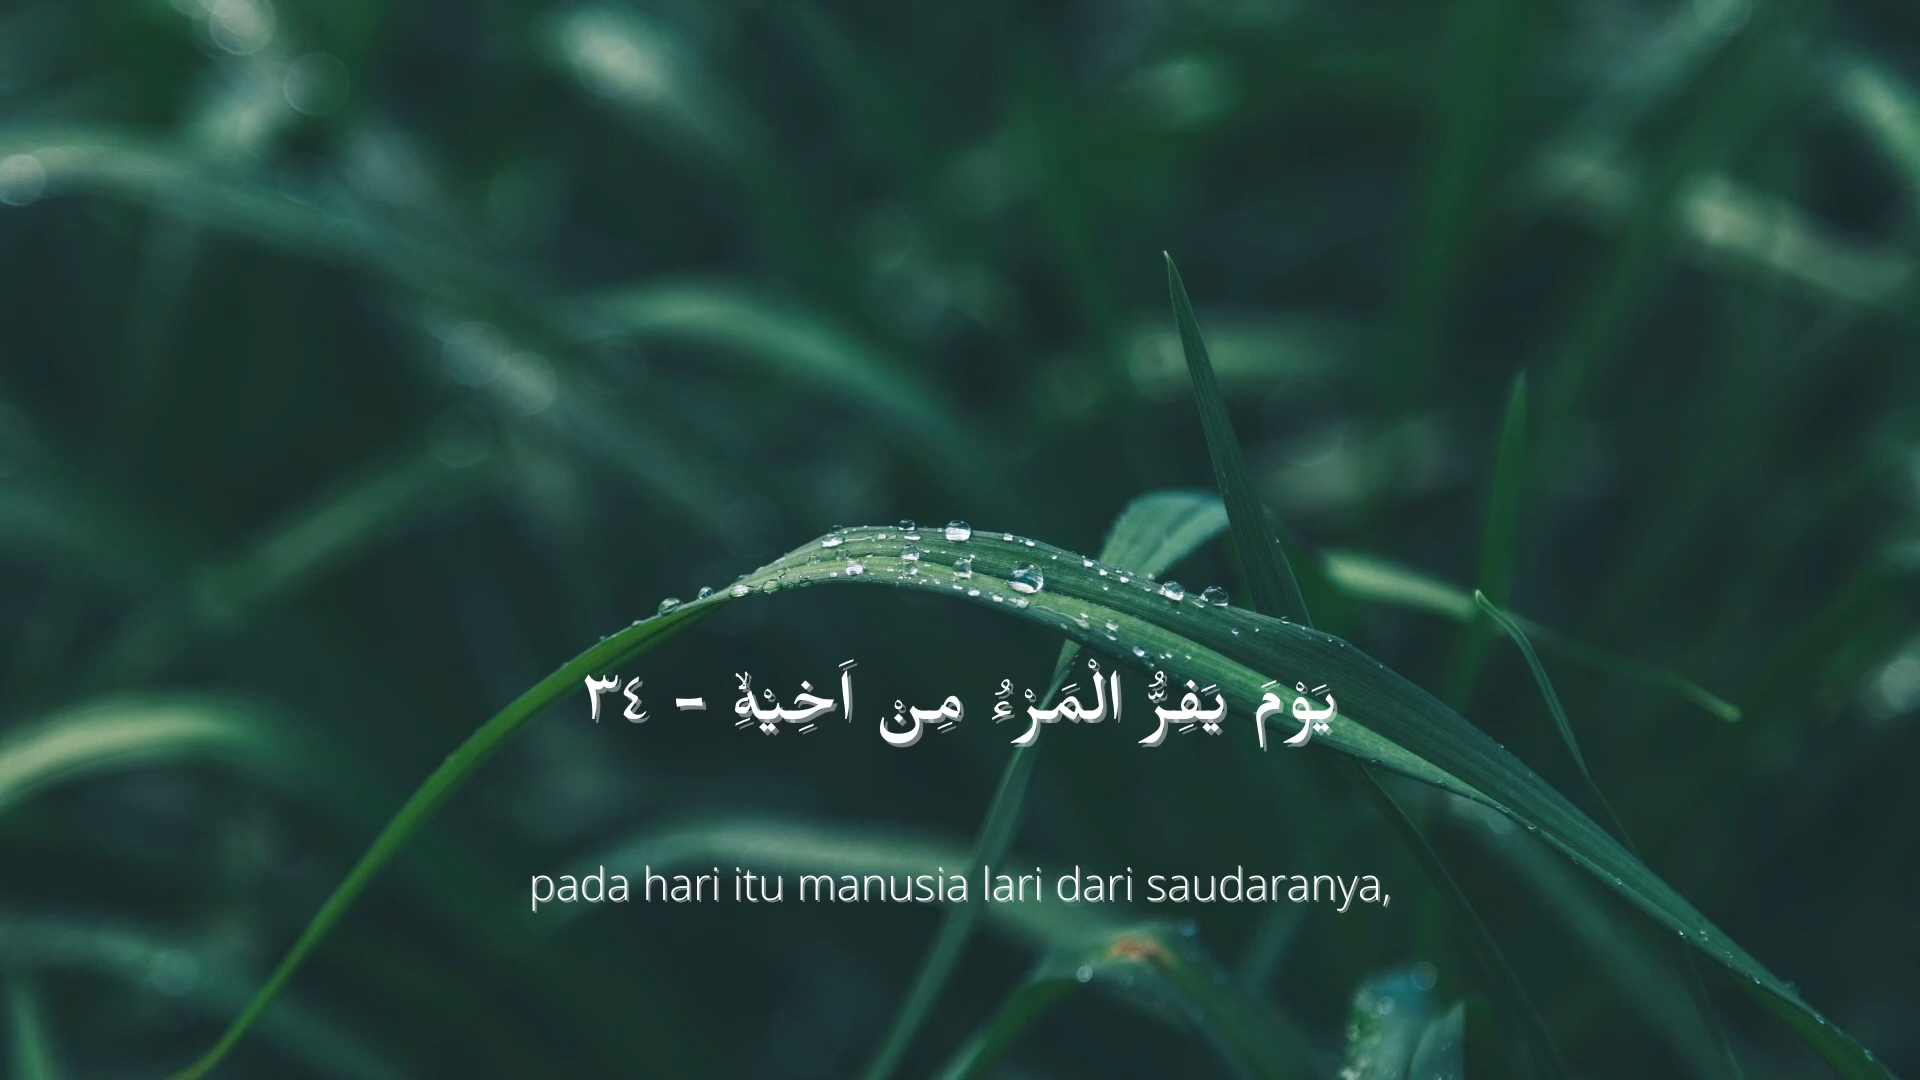 يَوْمَ يَفِرُّ الْمَرْءُ مِنْ اَخِيْهِۙ - ٣٤
pada hari itu manusia lari dari saudaranya,